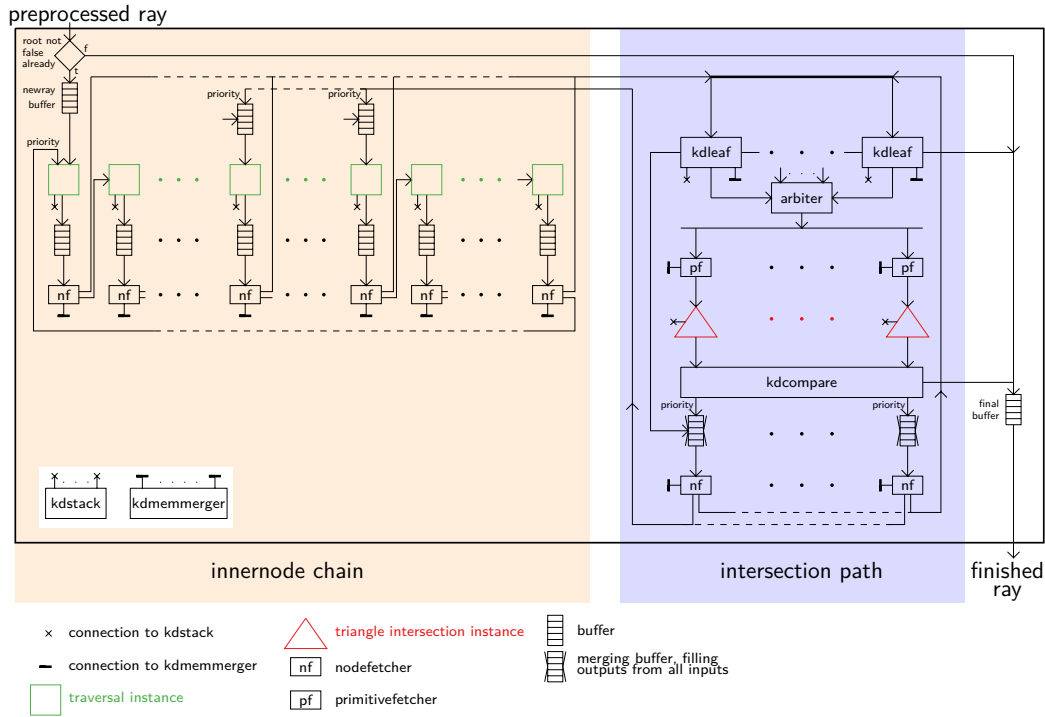 preprocessed ray
root not
false
already
f
t
newray
buffer
priority
priority
priority
kdleaf
kdleaf
arbiter
pf
pf
nf
nf
nf
nf
nf
nf
kdcompare
priority
priority
final
buffer
nf
nf
kdstack
kdmemmerger
innernode chain
intersection path
finished
ray
connection to kdstack
connection to kdmemmerger
traversal instance
triangle intersection instance
nf
nodefetcher
pf
primitivefetcher
buffer
merging buffer, filling
outputs from all inputs